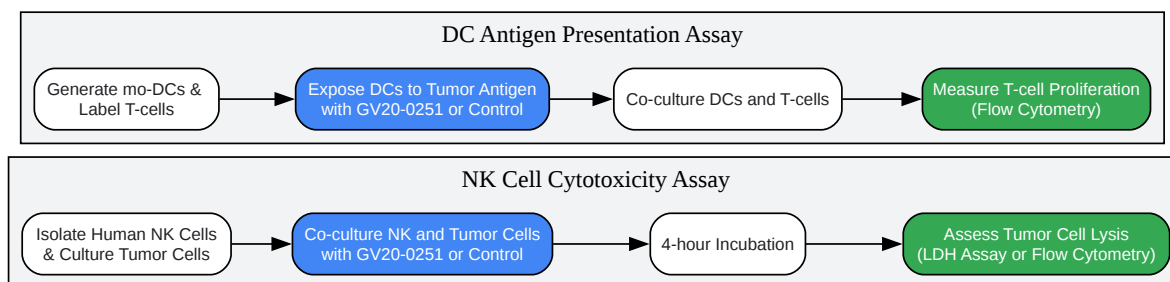 DC Antigen Presentation Assay
Generate mo-DCs &
Label T-cells
Expose DCs to Tumor Antigen
with GV20-0251 or Control
Co-culture DCs and T-cells
Measure T-cell Proliferation
(Flow Cytometry)
NK Cell Cytotoxicity Assay
Isolate Human NK Cells
& Culture Tumor Cells
Co-culture NK and Tumor Cells
with GV20-0251 or Control
4-hour Incubation
Assess Tumor Cell Lysis
(LDH Assay or Flow Cytometry)